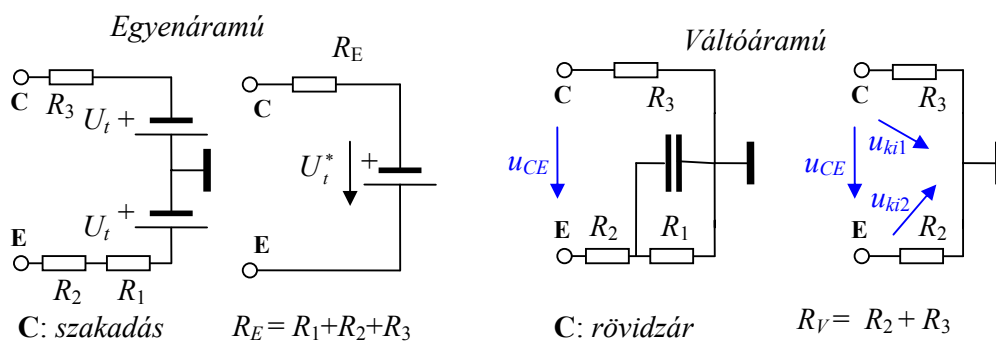 Egyenáramú
Váltóáramú
C
R3
Ut +
Ut +
E
R2 R1
C: szakadás
RE
C
Ut* +
E
RE = R1+R2+R3
C
R3
uCE
E
R2 R1
C: rövidzár
C
R3
uki1
uCE
uki2
E
R2
RV = R2 + R3